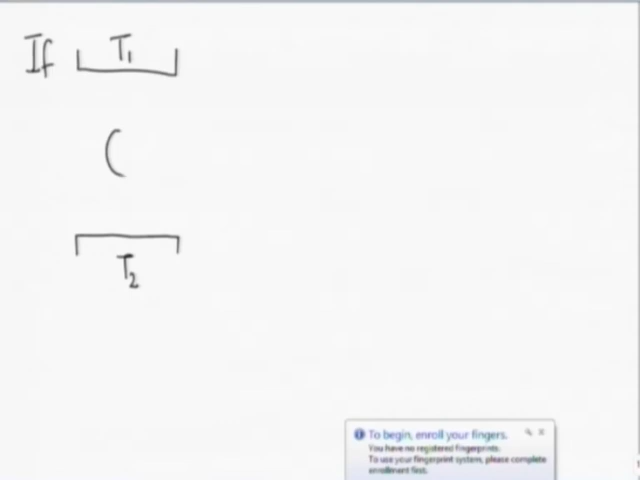 If T1
(
T2
To begin, enroll your fingers.
You have no registered fingerprints.
To use your fingerprint system, please complete
enrollment first.